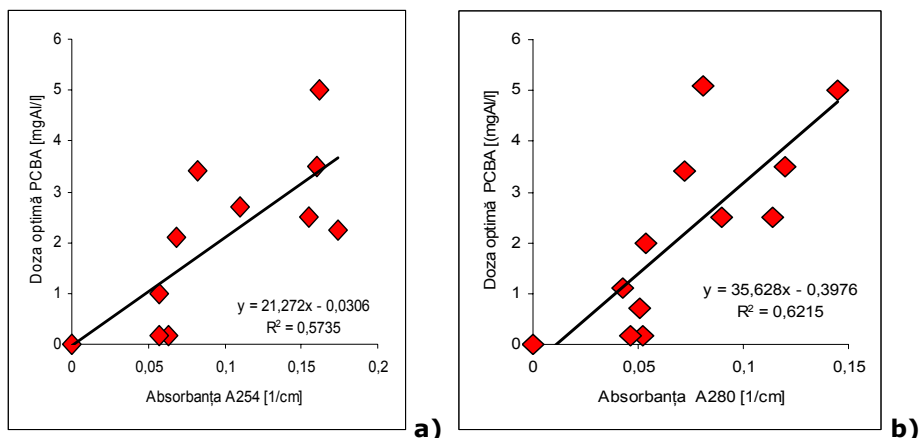 6
5
4
3
2
1
0
Doza optimă PCBA [mgAl/l]
y = 21,272x - 0,0306
R² = 0,5735
0 0,05 0,1 0,15 0,2
Absorbanța A254 [1/cm]
a)
6
5
4
3
2
1
0
Doza optimă PCBA [(mgAl/l]
y = 35,628x - 0,3976
R² = 0,6215
0 0,05 0,1 0,15
Absorbanța A280 [1/cm]
b)